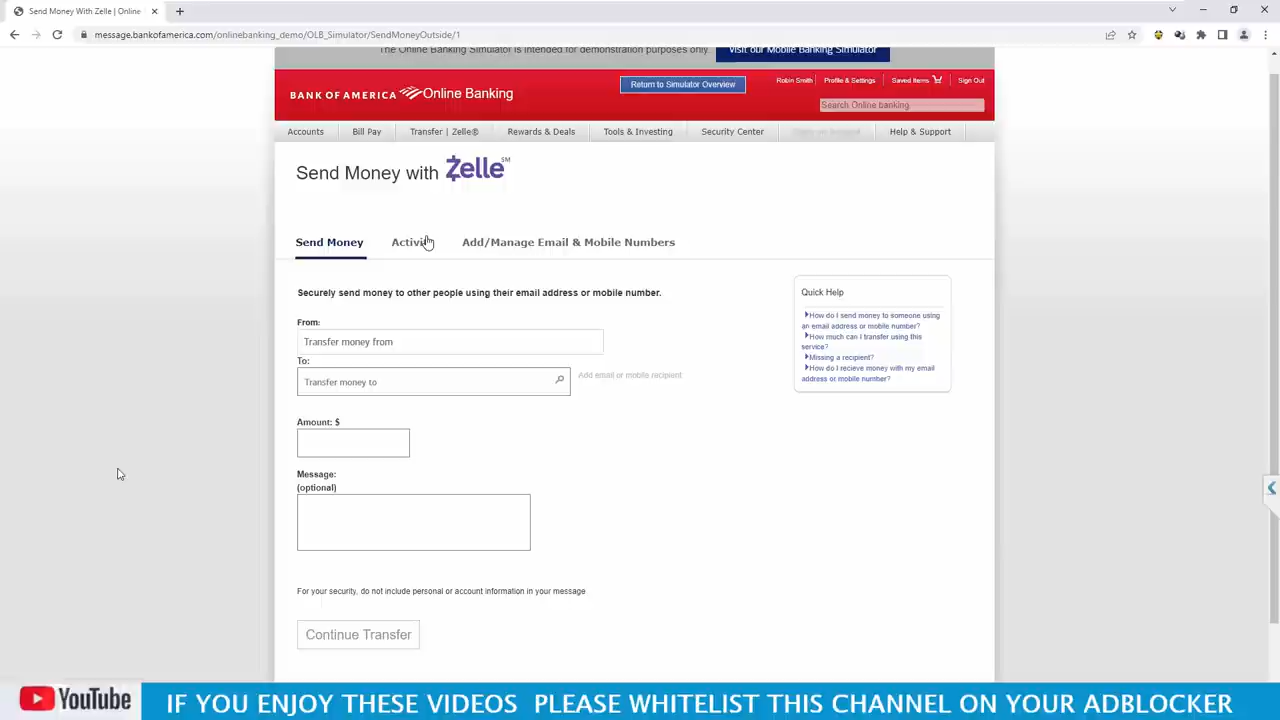 Send Money With Zelle | Online
message.bankofamerica.com/onlinebanking_demo/OLB_Simulator/SendMoneyOutside/1
The Online Banking Simulator is intended for demonstration purposes only.
Visit our Mobile Banking Simulator
Return to Simulator Overview
Robin Smith
Profile & Settings
Saved Items
Sign Out
BANK OF AMERICA Online Banking
Search Online banking
Accounts
Bill Pay
Transfer | Zelle®
Rewards & Deals
Tools & Investing
Security Center
Help & Support
Send Money with Zelle℠
Send Money
Add/Manage Email & Mobile Numbers
Securely send money to other people using their email address or mobile number.
From:
Transfer money from
To:
Transfer money to
Add email or mobile recipient
Amount: $
Message:
(optional)
For your security, do not include personal or account information in your message
Continue Transfer
Quick Help
How do I send money to someone using
an email address or mobile number?
How much can I transfer using this
service?
Missing a recipient?
How do I recieve money with my email
address or mobile number?
YouTube
IF YOU ENJOY THESE VIDEOS PLEASE WHITELIST THIS CHANNEL ON YOUR ADBLOCKER